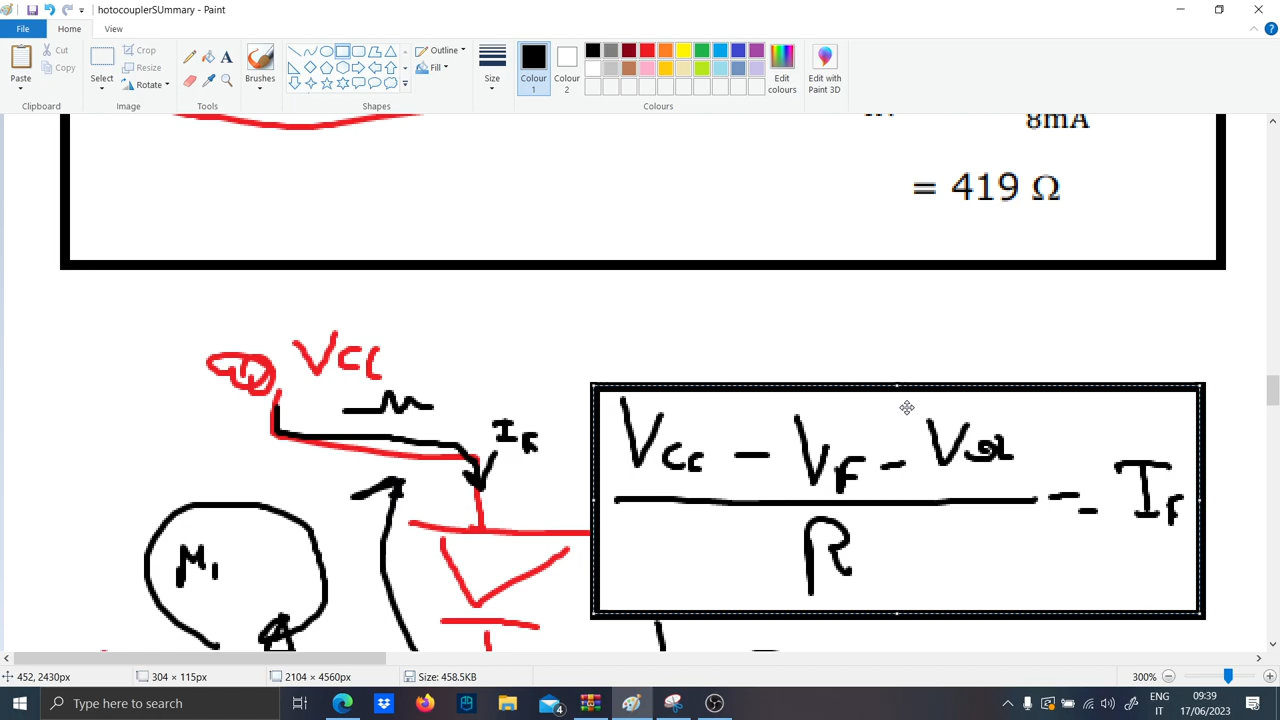 hotocouplerSUmmary - Paint
File
Home
View
Paste
Cut
Copy
Clipboard
Select
Crop
Resize
Rotate
Image
Tools
Brushes
Shapes
Outline
Fill
Size
Colour 1
Colour 2
Edit colours
Edit with Paint 3D
Colours
8mA
= 419 Ω
VCC
IF
M1
Vcc - VF - Vol
R
= IF
452, 2430px
304 × 115px
2104 × 4560px
Size: 458.5KB
300%
Type here to search
4
ENG
IT
09:39
17/06/2023